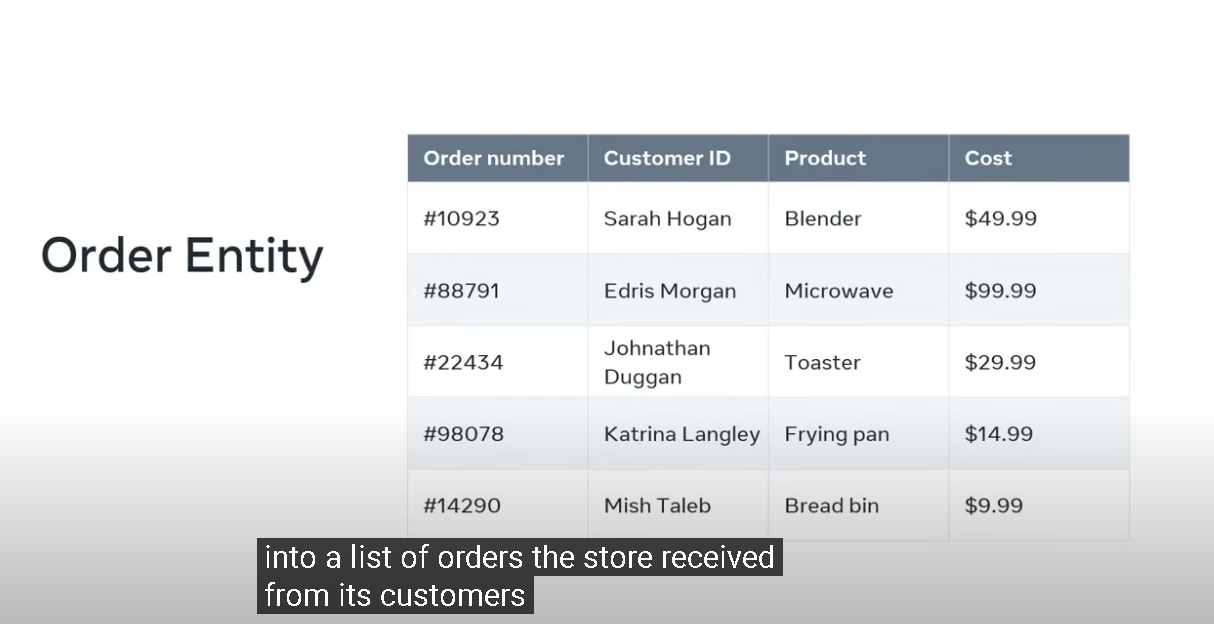 Order Entity
Order number Customer ID Product Cost
#10923 Sarah Hogan Blender $49.99
#88791 Edris Morgan Microwave $99.99
#22434 Johnathan Duggan Toaster $29.99
#98078 Katrina Langley Frying pan $14.99
#14290 Mish Taleb Bread bin $9.99
into a list of orders the store received
from its customers